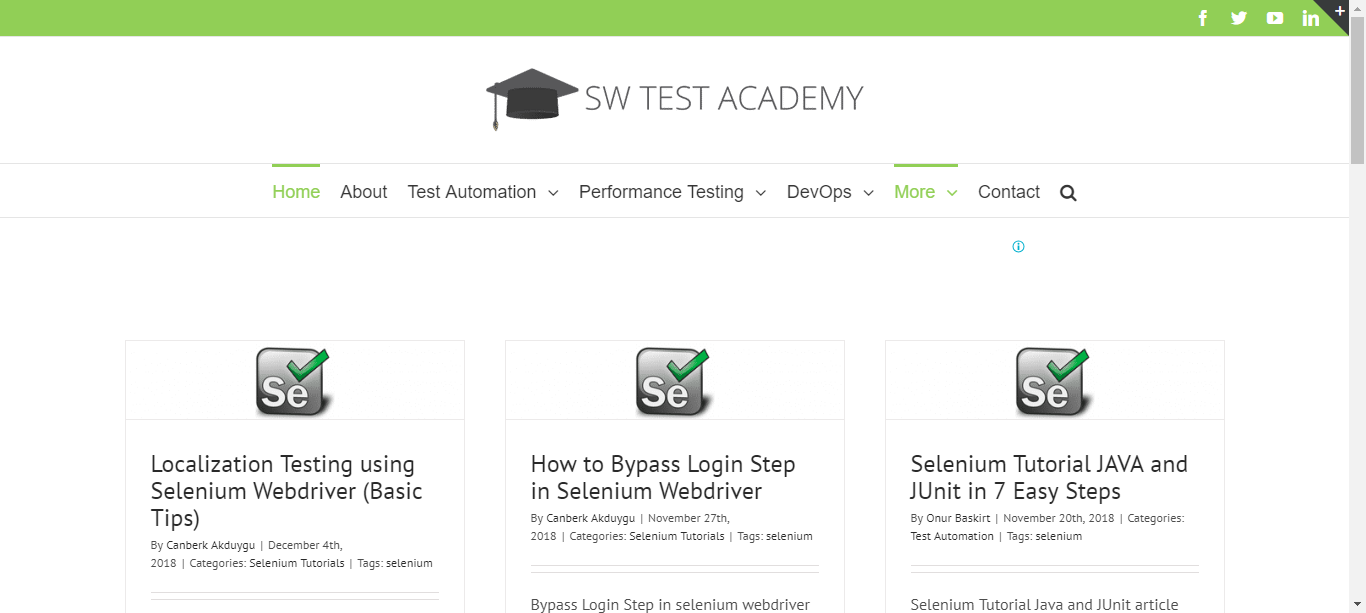 SW TEST ACADEMY
Home About Test Automation Performance Testing DevOps More Contact
Se
Se
Se
Localization Testing using
Selenium Webdriver (Basic
Tips)
By Canberk Akduygu | December 4th,
2018 | Categories: Selenium Tutorials | Tags: selenium
How to Bypass Login Step
in Selenium Webdriver
By Canberk Akduygu | November 27th,
2018 | Categories: Selenium Tutorials | Tags: selenium
Bypass Login Step in selenium webdriver
Selenium Tutorial JAVA and
JUnit in 7 Easy Steps
By Onur Baskirt | November 20th, 2018 | Categories:
Test Automation | Tags: selenium
Selenium Tutorial Java and JUnit article